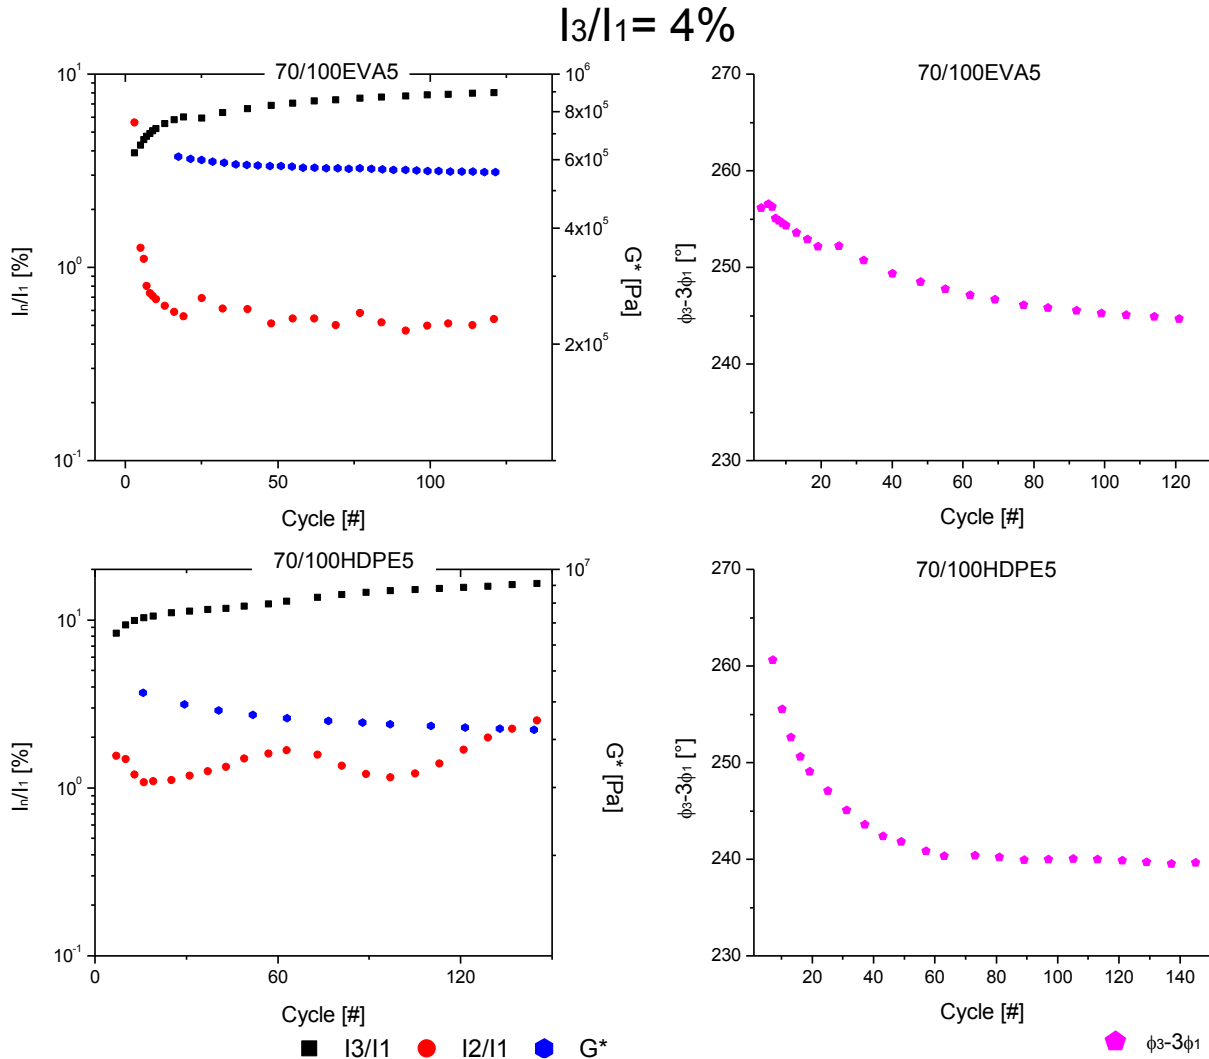 I₃/I₁= 4%
70/100EVA5
10¹
10⁰
10⁻¹
Iₙ/I₁ [%]
10⁶
8x10⁵
6x10⁵
4x10⁵
2x10⁵
G* [Pa]
0
100
Cycle [#]
70/100EVA5
270
260
250
240
230
ϕ₃-3ϕ₁ [°]
20
40
60
80
100
120
Cycle [#]
70/100HDPE5
10¹
10⁰
10⁻¹
Iₙ/I₁ [%]
10⁷
G* [Pa]
0
60
120
Cycle [#]
70/100HDPE5
270
260
250
240
230
ϕ₃-3ϕ₁ [°]
20
40
60
80
100
120
140
Cycle [#]
I3/I1
I2/I1
G*
ϕ₃-3ϕ₁